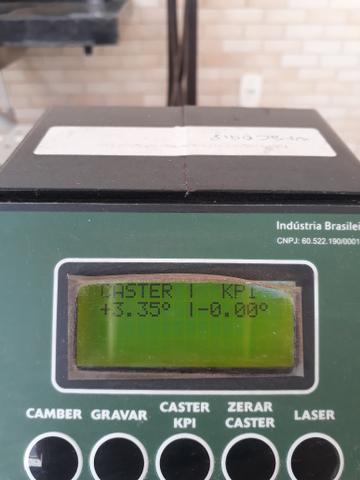 Indústria Brasilei
CNPJ: 60.522.190/0001
CASTER | KPI
+3.35° |-0.00°
CAMBER GRAVAR CASTER KPI ZERAR CASTER LASER